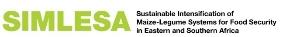 SIMLESA
Sustainable Intensification of
Maize-Legume Systems for Food Security
in Eastern and Southern Africa